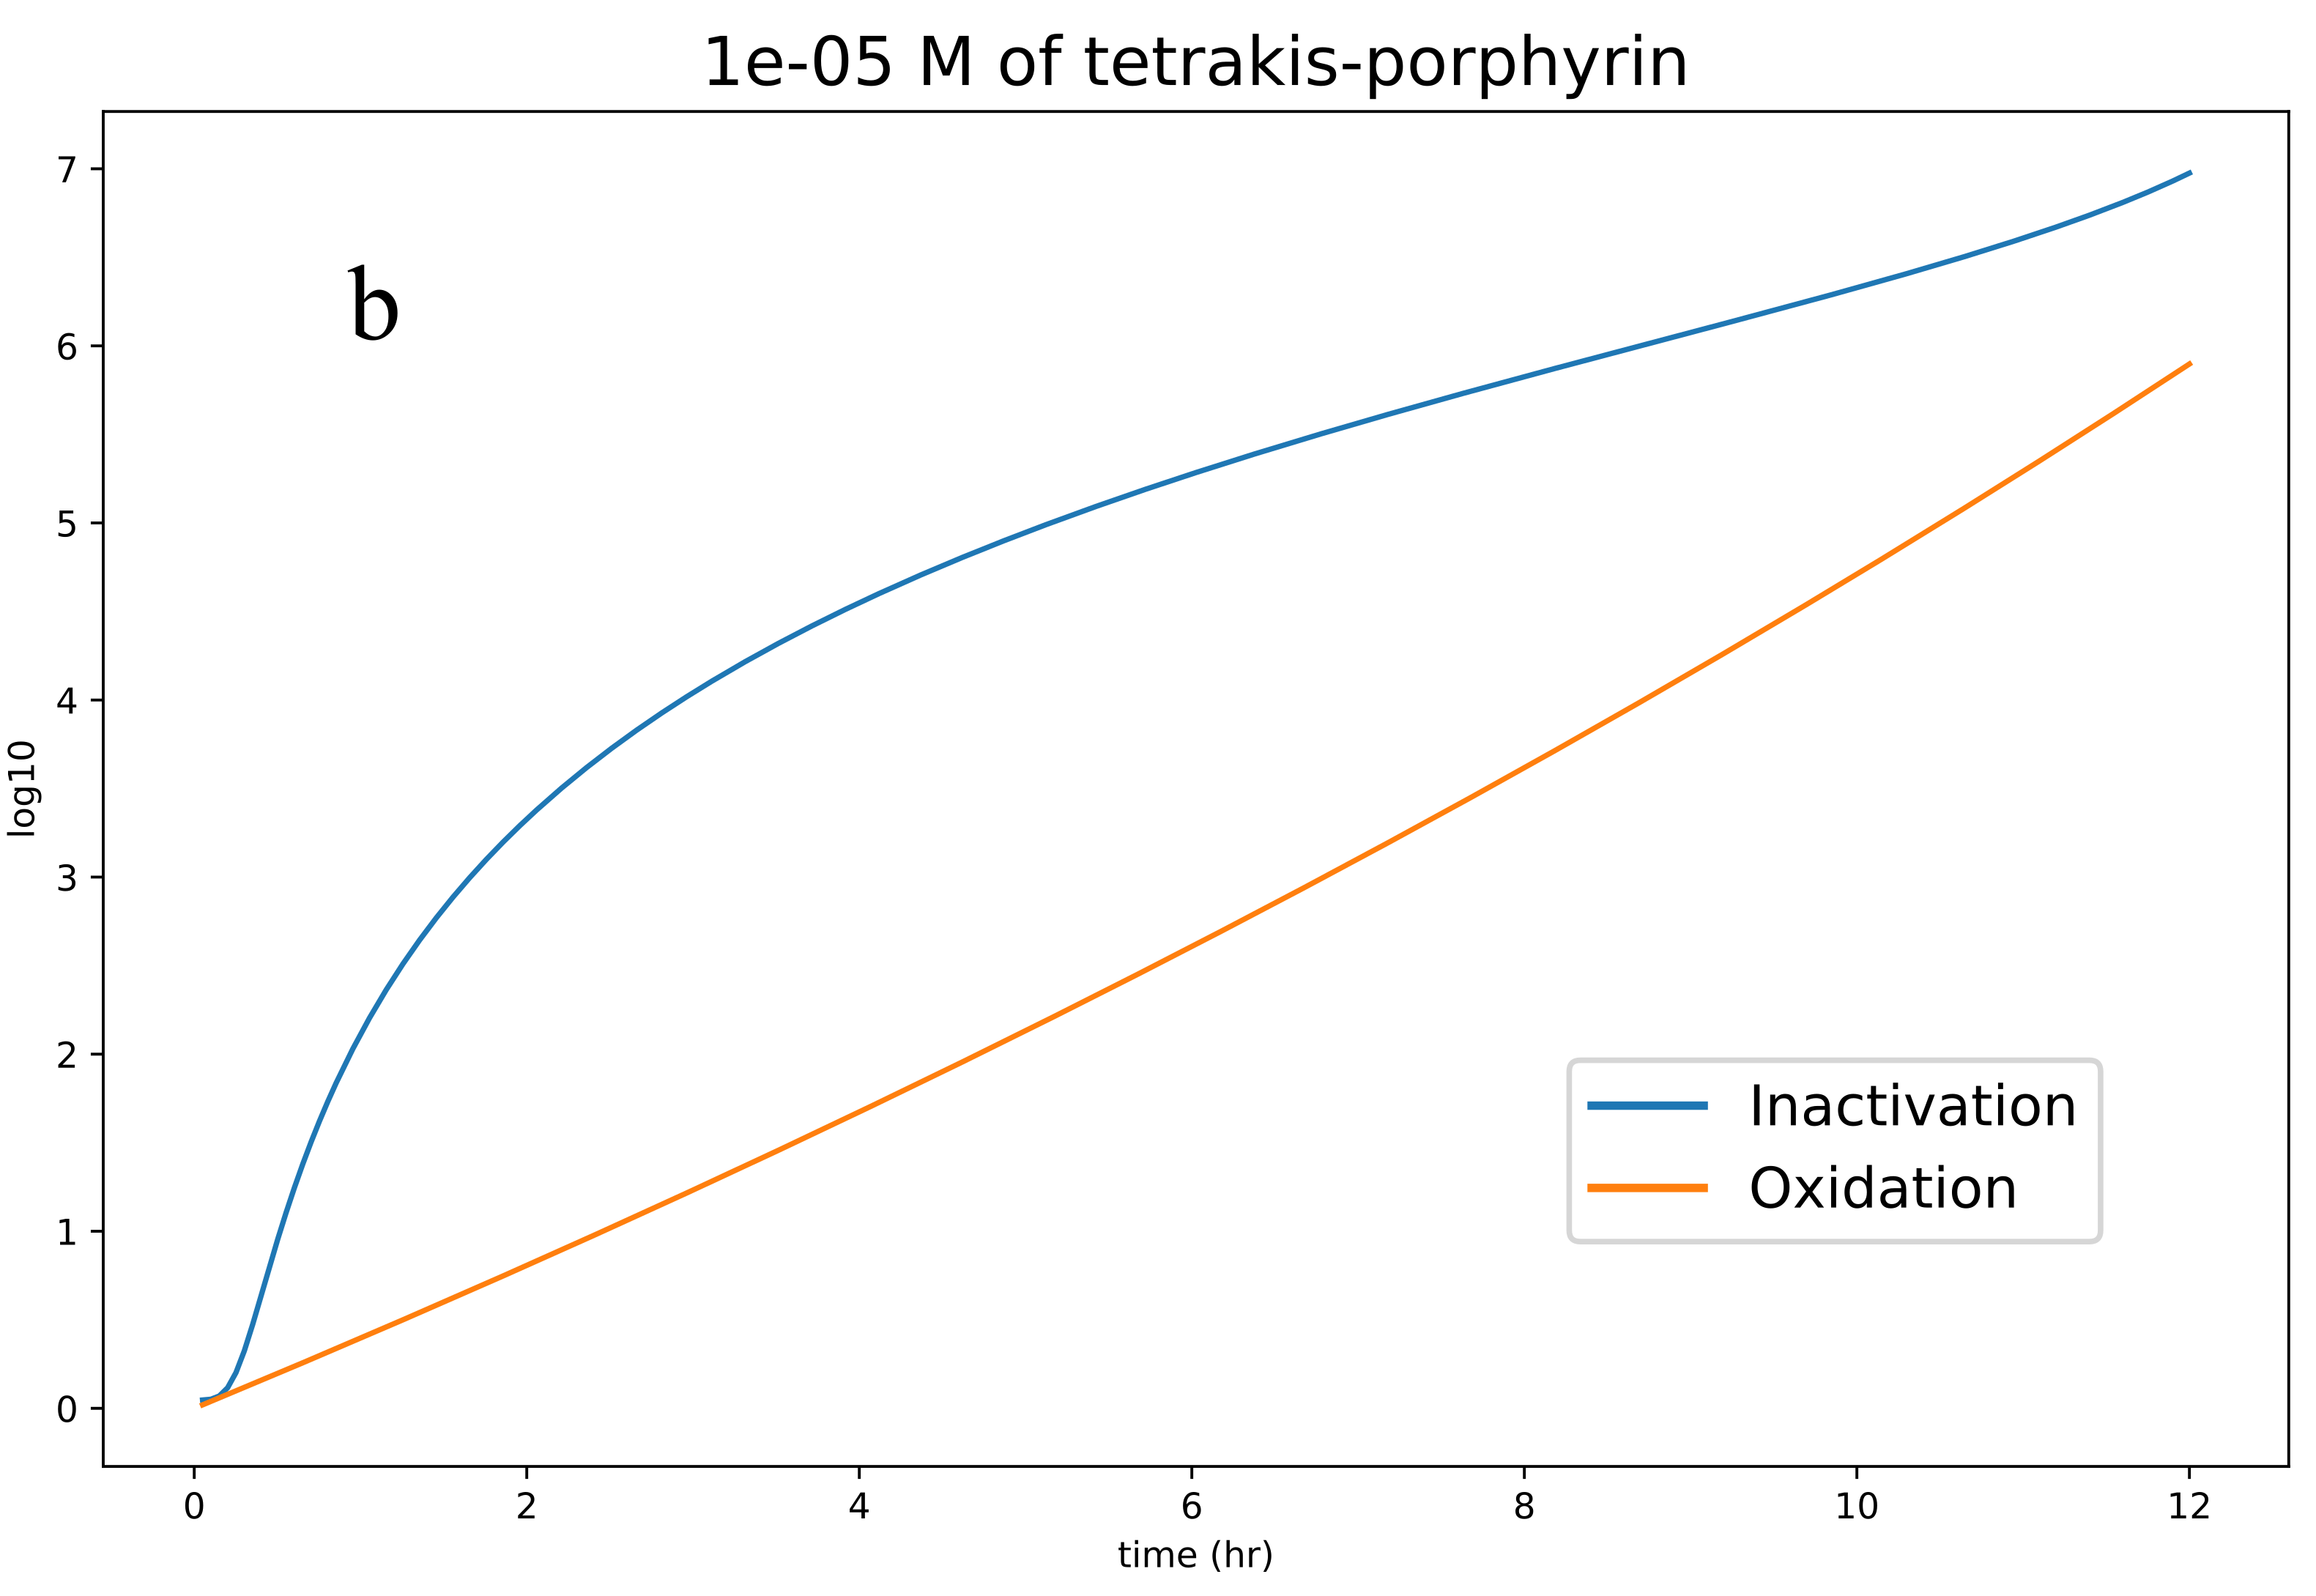 1e-05 M of tetrakis-porphyrin
b
7
6
5
4
3
2
1
0
log10
Inactivation
Oxidation
0 2 4 6 8 10 12
time (hr)